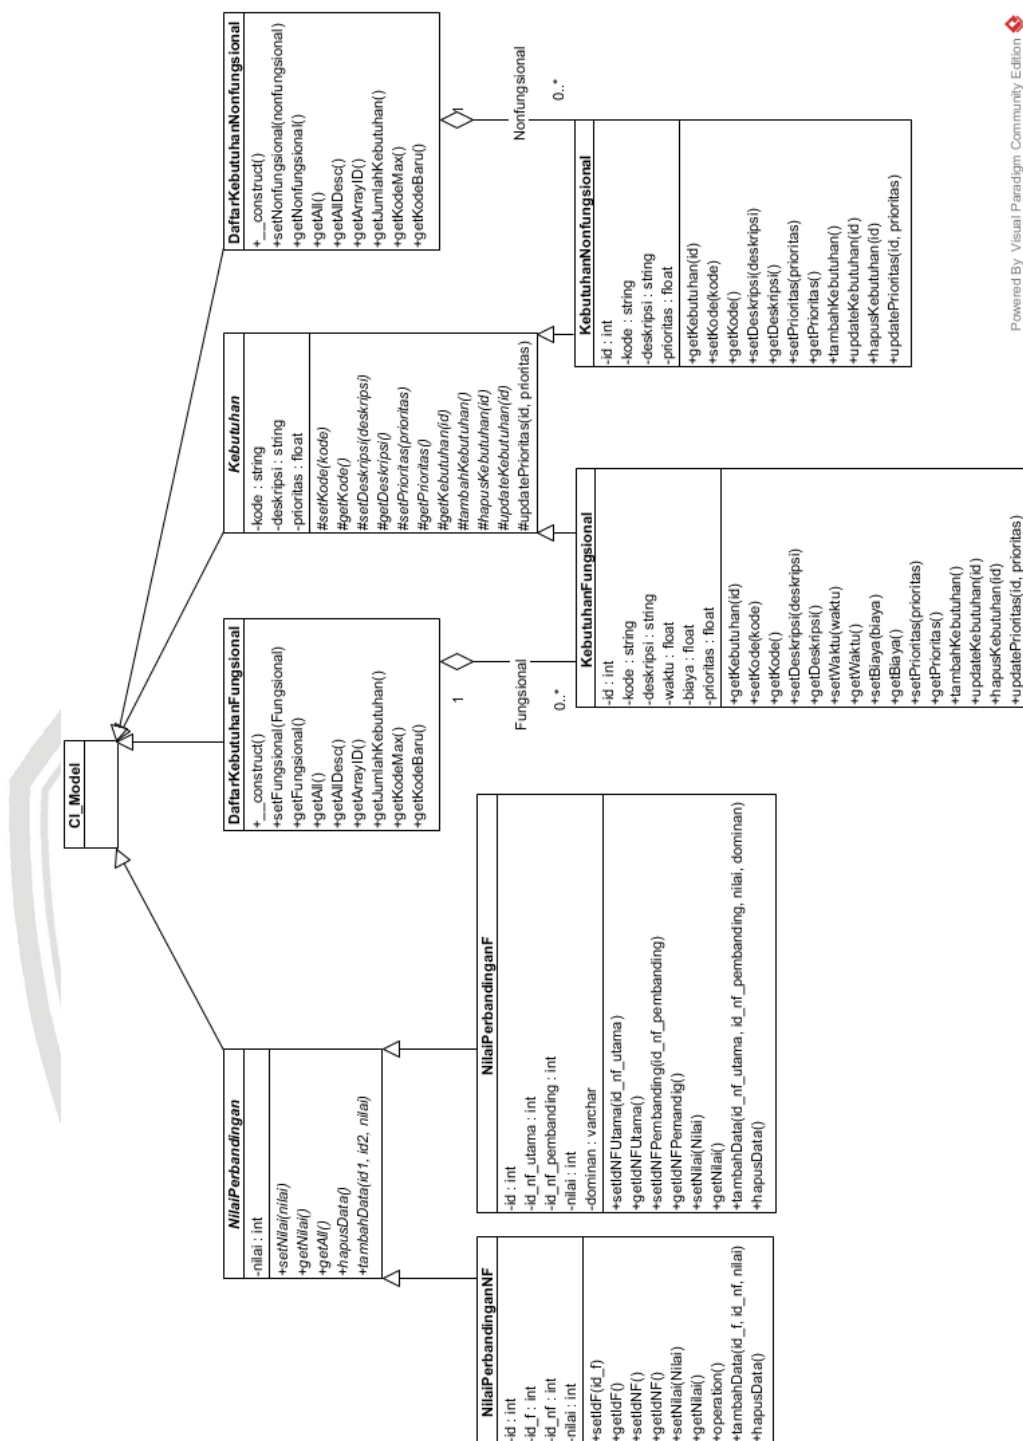 CI_Model
NilaiPerbandingan
-nilai : int
+setNilai(nilai)
+getNilai()
+getAll()
+hapusData()
+tambahData(id1, id2, nilai)
DaftarKebutuhanFungsional
+__construct()
+setFungsional(Fungsional)
+getFungsional()
+getAll()
+getAllDesc()
+getArrayID()
+getJumlahKebutuhan()
+getKodeMax()
+getKodeBaru()
Kebutuhan
-kode : string
-deskripsi : string
-prioritas : float
#setKode(kode)
#getKode()
#setDeskripsi(deskripsi)
#getDeskripsi()
#setPrioritas(prioritas)
#getPrioritas()
#getKebutuhan(id)
#tambahKebutuhan()
#hapusKebutuhan(id)
#updateKebutuhan(id)
#updatePrioritas(id, prioritas)
DaftarKebutuhanNonfungsional
+__construct()
+setNonfungsional(nonfungsional)
+getNonfungsional()
+getAll()
+getAllDesc()
+getArrayID()
+getJumlahKebutuhan()
+getKodeMax()
+getKodeBaru()
1
Fungsional
0..*
1
Nonfungsional
0..*
NilaiPerbandinganNF
-id : int
-id_f : int
-id_nf : int
-nilai : int
+setIdF(id_f)
+getIdF()
+setIdNF()
+getIdNF()
+setNilai(Nilai)
+getNilai()
+operation()
+tambahData(id_f, id_nf, nilai)
+hapusData()
NilaiPerbandinganF
-id : int
-id_nf_utama : int
-id_nf_pembanding : int
-nilai : int
-dominan : varchar
+setIdNFUtama(id_nf_utama)
+getIdNFUtama()
+setIdNFPembanding(id_nf_pembanding)
+getIdNFPemandig()
+setNilai(Nilai)
+getNilai()
+tambahData(id_nf_utama, id_nf_pembanding, nilai, dominan)
+hapusData()
KebutuhanFungsional
-id : int
-kode : string
-deskripsi : string
-waktu : float
-biaya : float
-prioritas : float
+getKebutuhan(id)
+setKode(kode)
+getKode()
+setDeskripsi(deskripsi)
+getDeskripsi()
+setWaktu(waktu)
+getWaktu()
+setBiaya(biaya)
+getBiaya()
+setPrioritas(prioritas)
+getPrioritas()
+tambahKebutuhan()
+updateKebutuhan(id)
+hapusKebutuhan(id)
+updatePrioritas(id, prioritas)
KebutuhanNonfungsional
-id : int
-kode : string
-deskripsi : string
-prioritas : float
+getKebutuhan(id)
+setKode(kode)
+getKode()
+setDeskripsi(deskripsi)
+getDeskripsi()
+setPrioritas(prioritas)
+getPrioritas()
+tambahKebutuhan()
+updateKebutuhan(id)
+hapusKebutuhan(id)
+updatePrioritas(id, prioritas)
Powered By Visual Paradigm Community Edition